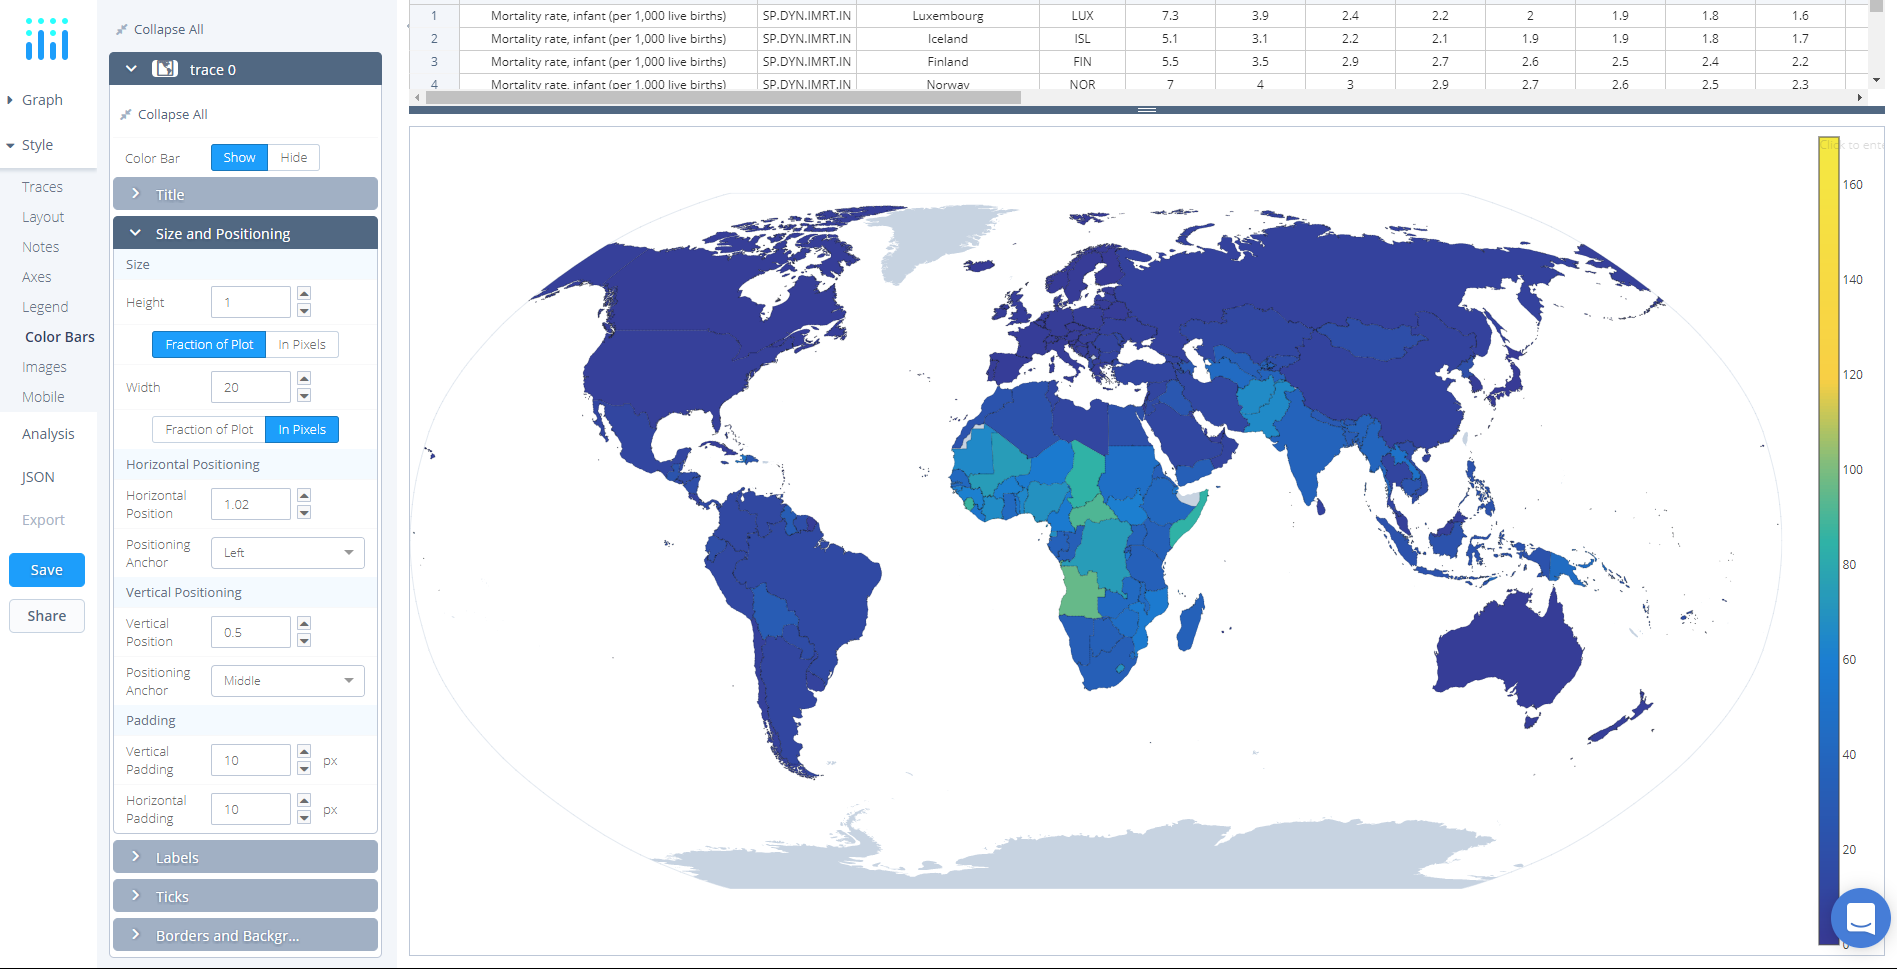 Collapse All
trace 0
Collapse All
Color Bar Show Hide
Title
Size and Positioning
Size
Height 1
Fraction of Plot In Pixels
Width 20
Fraction of Plot In Pixels
Horizontal Positioning
Horizontal
Position
1.02
Positioning
Anchor
Left
Vertical Positioning
Vertical
Position
0.5
Positioning
Anchor
Middle
Padding
Vertical
Padding
10 px
Horizontal
Padding
10 px
Labels
Ticks
Borders and Backgr...
Graph
Style
Traces
Layout
Notes
Axes
Legend
Color Bars
Images
Mobile
Analysis
JSON
Export
Save
Share
1 Mortality rate, infant (per 1,000 live births) SP.DYN.IMRT.IN Luxembourg LUX 7.3 3.9 2.4 2.2 2 1.9 1.8 1.6
2 Mortality rate, infant (per 1,000 live births) SP.DYN.IMRT.IN Iceland ISL 5.1 3.1 2.2 2.1 1.9 1.9 1.8 1.7
3 Mortality rate, infant (per 1,000 live births) SP.DYN.IMRT.IN Finland FIN 5.5 3.5 2.9 2.7 2.6 2.5 2.4 2.2
4 Mortality rate, infant (per 1,000 live births) SP.DYN.IMRT.IN Norway NOR 7 4 3 2.9 2.7 2.6 2.5 2.3
Click to ente
160
140
120
100
80
60
40
20
0